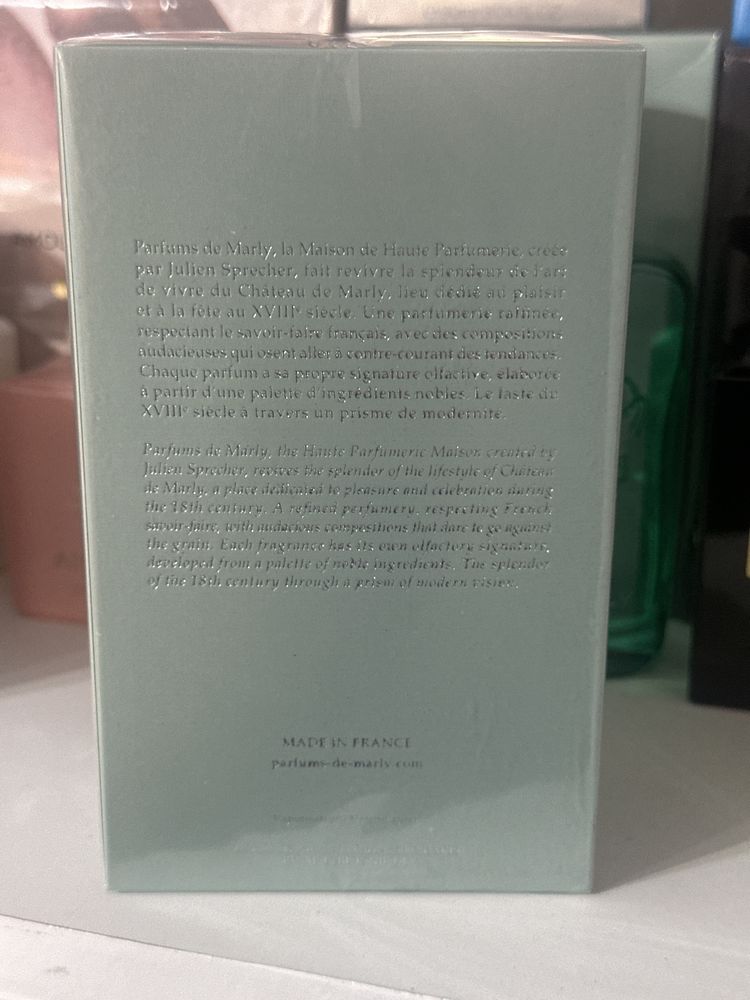 Parfums de Marly, la Maison de Haute Parfumerie, créée
par Julien Sprecher, fait revivre la splendeur de l'art
de vivre du Château de Marly, lieu dédié au plaisir
et à la fête au XVIIIᵉ siècle. Une parfumerie raffinée,
respectant le savoir-faire français, avec des compositions
audacieuses qui osent aller à contre-courant des tendances.
Chaque parfum a sa propre signature olfactive, élaborée
à partir d'une palette d'ingrédients nobles. Le faste du
XVIIIᵉ siècle à travers un prisme de modernité.
Parfums de Marly, the Haute Parfumerie Maison created by
Julien Sprecher, revives the splendor of the lifestyle of Château
de Marly, a place dedicated to pleasure and celebration during
the 18th century. A refined perfumery, respecting French
savoir-faire, with audacious compositions that dare to go against
the grain. Each fragrance has its own olfactory signature,
developed from a palette of noble ingredients. The splendor
of the 18th century through a prism of modern vision.
MADE IN FRANCE
parfums-de-marly.com